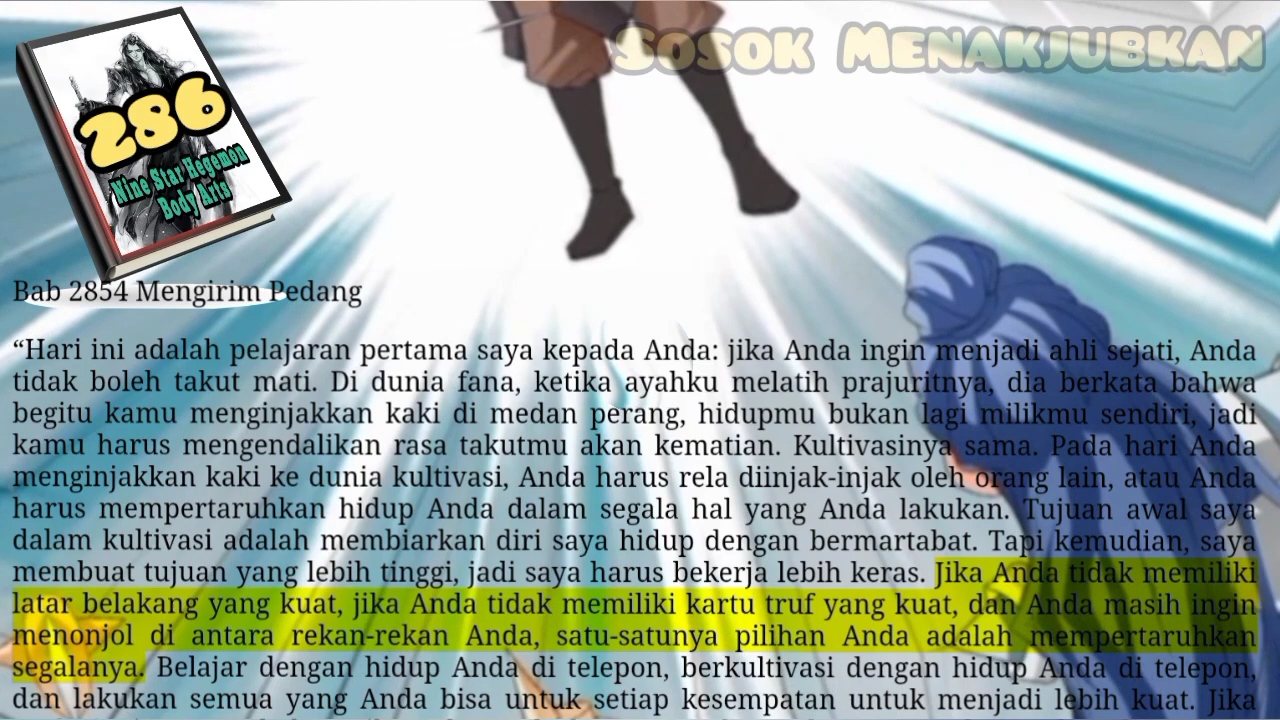 Sosok Menakjubkan
286
Nine Star Hegemon
Body Arts
Bab 2854 Mengirim Pedang
“Hari ini adalah pelajaran pertama saya kepada Anda: jika Anda ingin menjadi ahli sejati, Anda
tidak boleh takut mati. Di dunia fana, ketika ayahku melatih prajuritnya, dia berkata bahwa
begitu kamu menginjakkan kaki di medan perang, hidupmu bukan lagi milikmu sendiri, jadi
kamu harus mengendalikan rasa takutmu akan kematian. Kultivasinya sama. Pada hari Anda
menginjakkan kaki ke dunia kultivasi, Anda harus rela diinjak-injak oleh orang lain, atau Anda
harus mempertaruhkan hidup Anda dalam segala hal yang Anda lakukan. Tujuan awal saya
dalam kultivasi adalah membiarkan diri saya hidup dengan bermartabat. Tapi kemudian, saya
membuat tujuan yang lebih tinggi, jadi saya harus bekerja lebih keras. Jika Anda tidak memiliki
latar belakang yang kuat, jika Anda tidak memiliki kartu truf yang kuat, dan Anda masih ingin
menonjol di antara rekan-rekan Anda, satu-satunya pilihan Anda adalah mempertaruhkan
segalanya. Belajar dengan hidup Anda di telepon, berkultivasi dengan hidup Anda di telepon,
dan lakukan semua yang Anda bisa untuk setiap kesempatan untuk menjadi lebih kuat. Jika